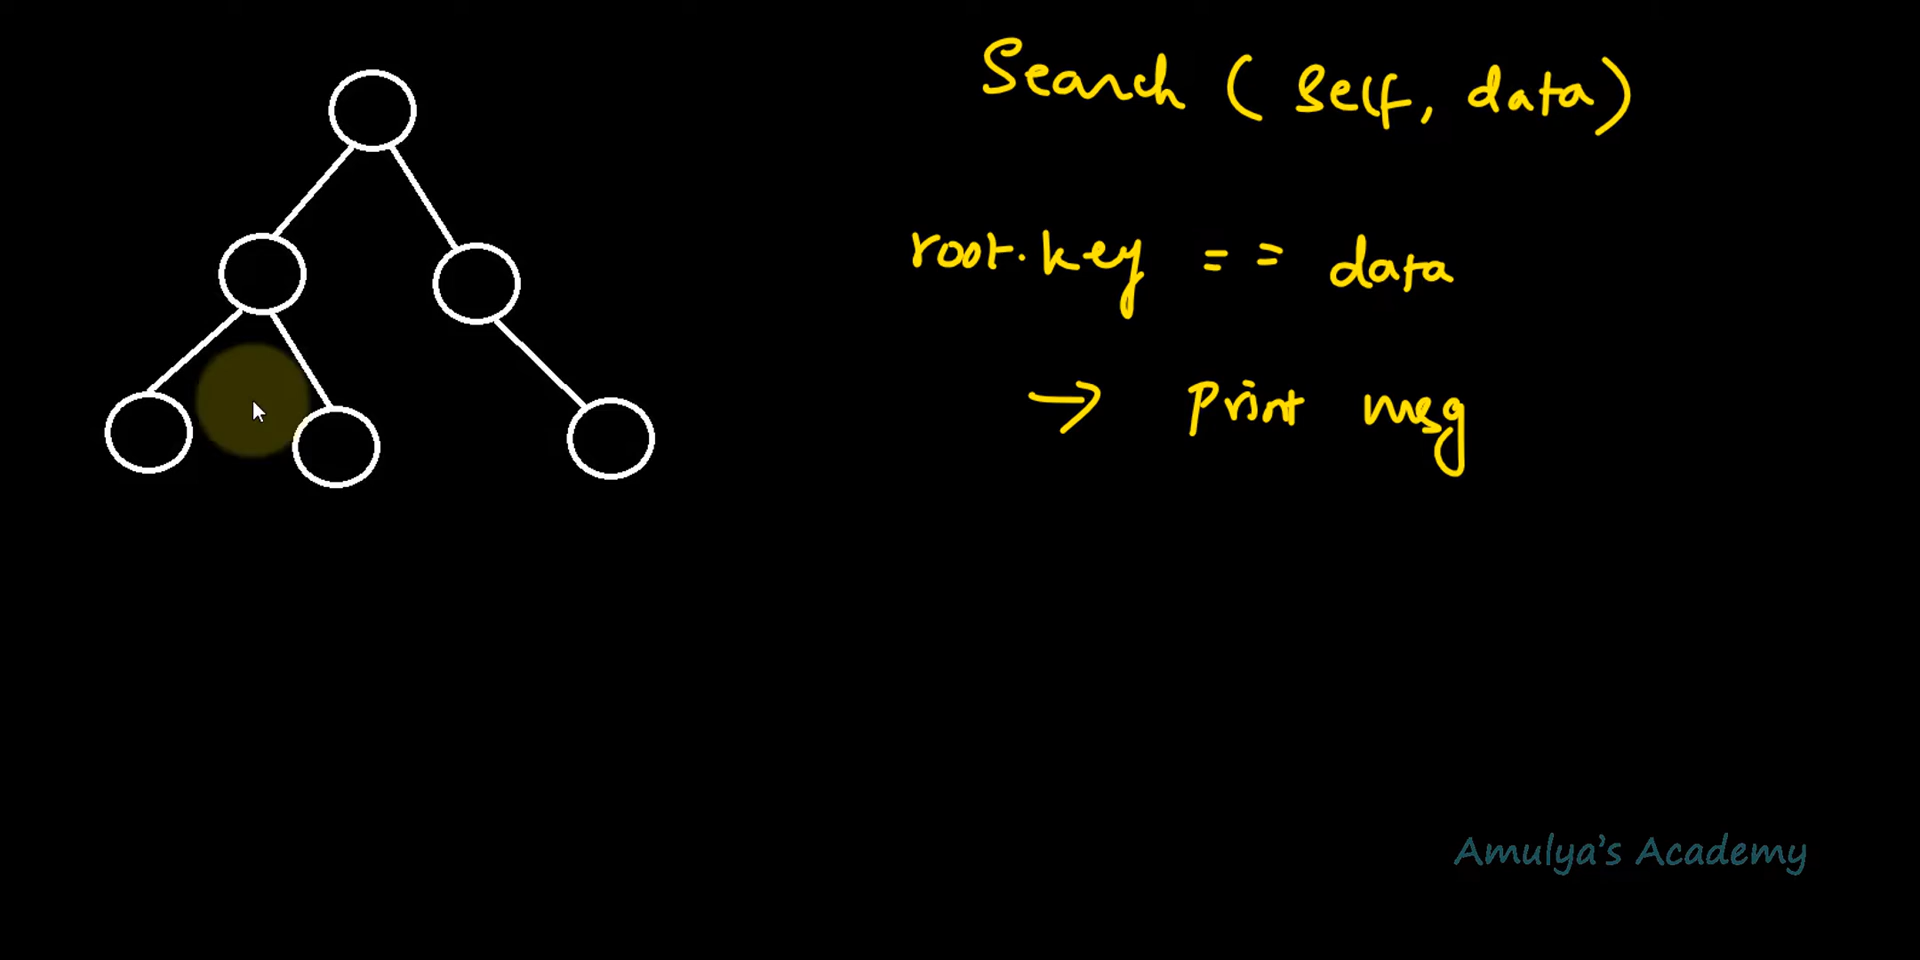 Search ( self, data)
root.key == data
→ print msg
Amulya's Academy